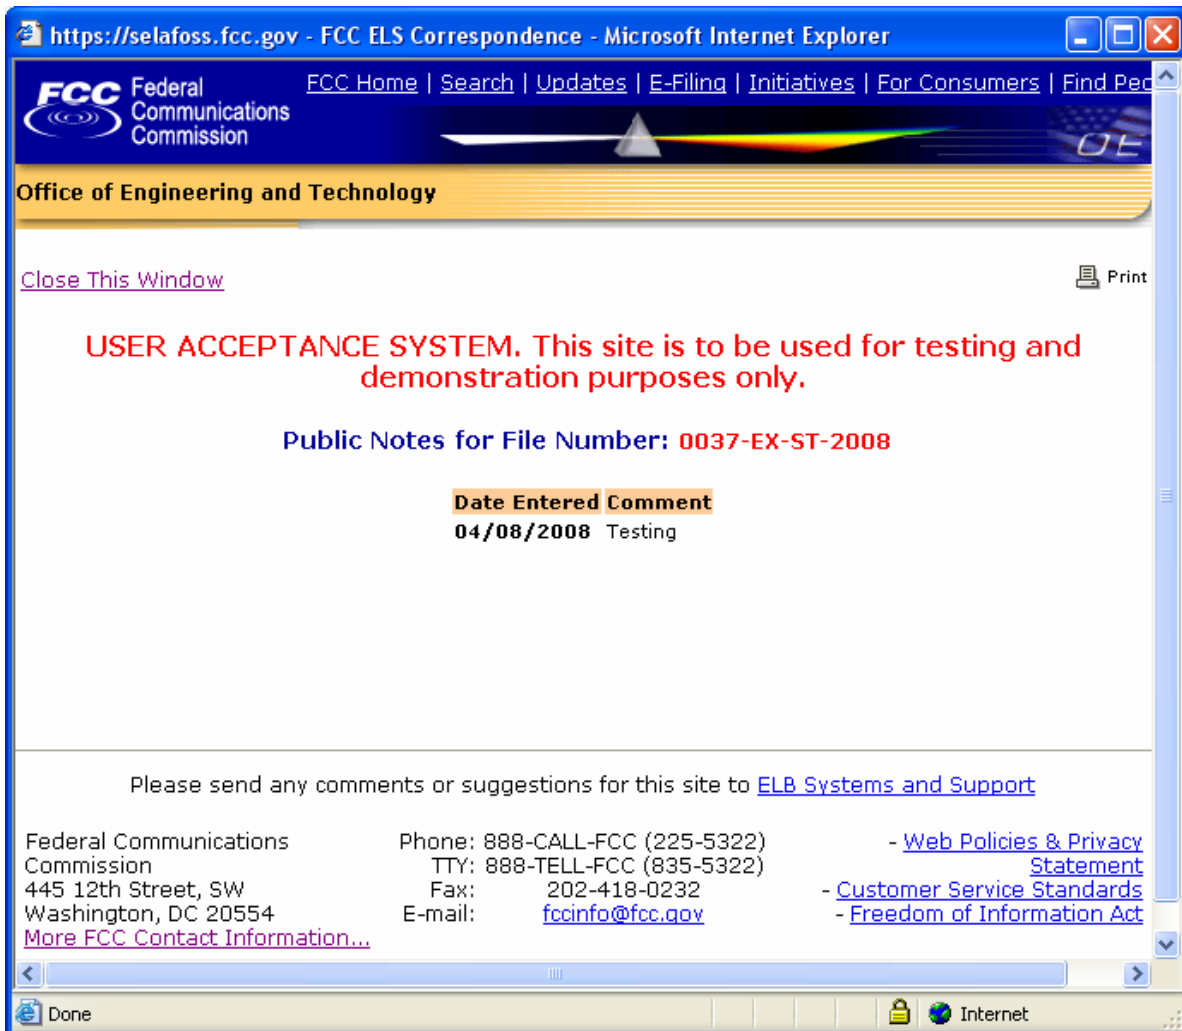 https://selafoss.fcc.gov - FCC ELS Correspondence - Microsoft Internet Explorer
FCC Federal Communications Commission
FCC Home | Search | Updates | E-Filing | Initiatives | For Consumers | Find Peo
OE
Office of Engineering and Technology
Close This Window
Print
USER ACCEPTANCE SYSTEM. This site is to be used for testing and
demonstration purposes only.
Public Notes for File Number: 0037-EX-ST-2008
Date Entered Comment
04/08/2008 Testing
Please send any comments or suggestions for this site to ELB Systems and Support
Federal Communications
Commission
445 12th Street, SW
Washington, DC 20554
More FCC Contact Information...
Phone: 888-CALL-FCC (225-5322)
TTY: 888-TELL-FCC (835-5322)
Fax: 202-418-0232
E-mail: fccinfo@fcc.gov
- Web Policies & Privacy
Statement
- Customer Service Standards
- Freedom of Information Act
Done
Internet